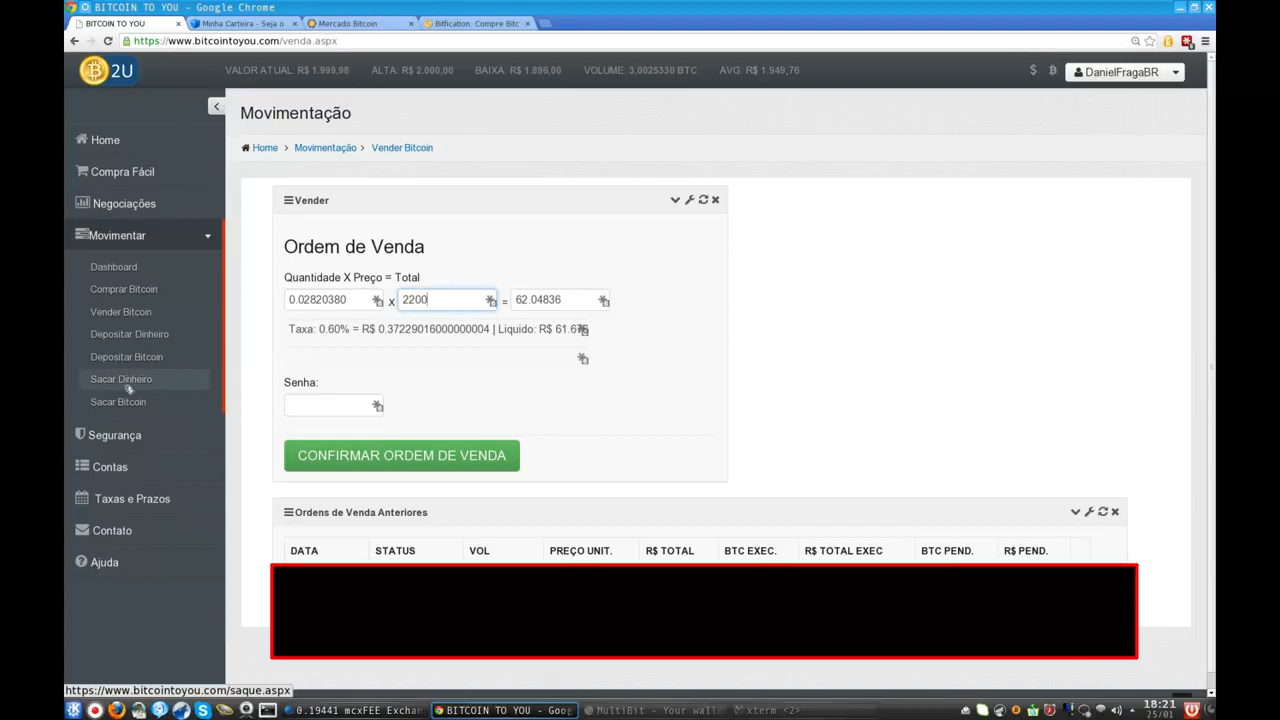 BITCOIN TO YOU - Google Chrome
BITCOIN TO YOU
Minha Carteira - Seja o
Mercado Bitcoin
Bitfication: Compre Bitc
https://www.bitcointoyou.com/venda.aspx
B 2U
VALOR ATUAL: R$ 1.999,98
ALTA: R$ 2.000,00
BAIXA: R$ 1.896,00
VOLUME: 3,0025330 BTC
AVG: R$ 1.949,76
DanielFragaBR
Movimentação
Home
Home > Movimentação > Vender Bitcoin
Compra Fácil
Negociações
Movimentar
Dashboard
Comprar Bitcoin
Vender Bitcoin
Depositar Dinheiro
Depositar Bitcoin
Sacar Dinheiro
Sacar Bitcoin
Segurança
Contas
Taxas e Prazos
Contato
Ajuda
Vender
Ordem de Venda
Quantidade X Preço = Total
0.02820380 X 2200 = 62.04836
Taxa: 0.60% = R$ 0.37229016000000004 | Liquido: R$
Senha:
CONFIRMAR ORDEM DE VENDA
Ordens de Venda Anteriores
DATA STATUS VOL PREÇO UNIT. R$ TOTAL BTC EXEC. R$ TOTAL EXEC BTC PEND. R$ PEND.
https://www.bitcointoyou.com/saque.aspx
0.19441 mcxFEE Exchan
BITCOIN TO YOU - Goog
MultiBit - Your walle
xterm <2>
18:21
25/01